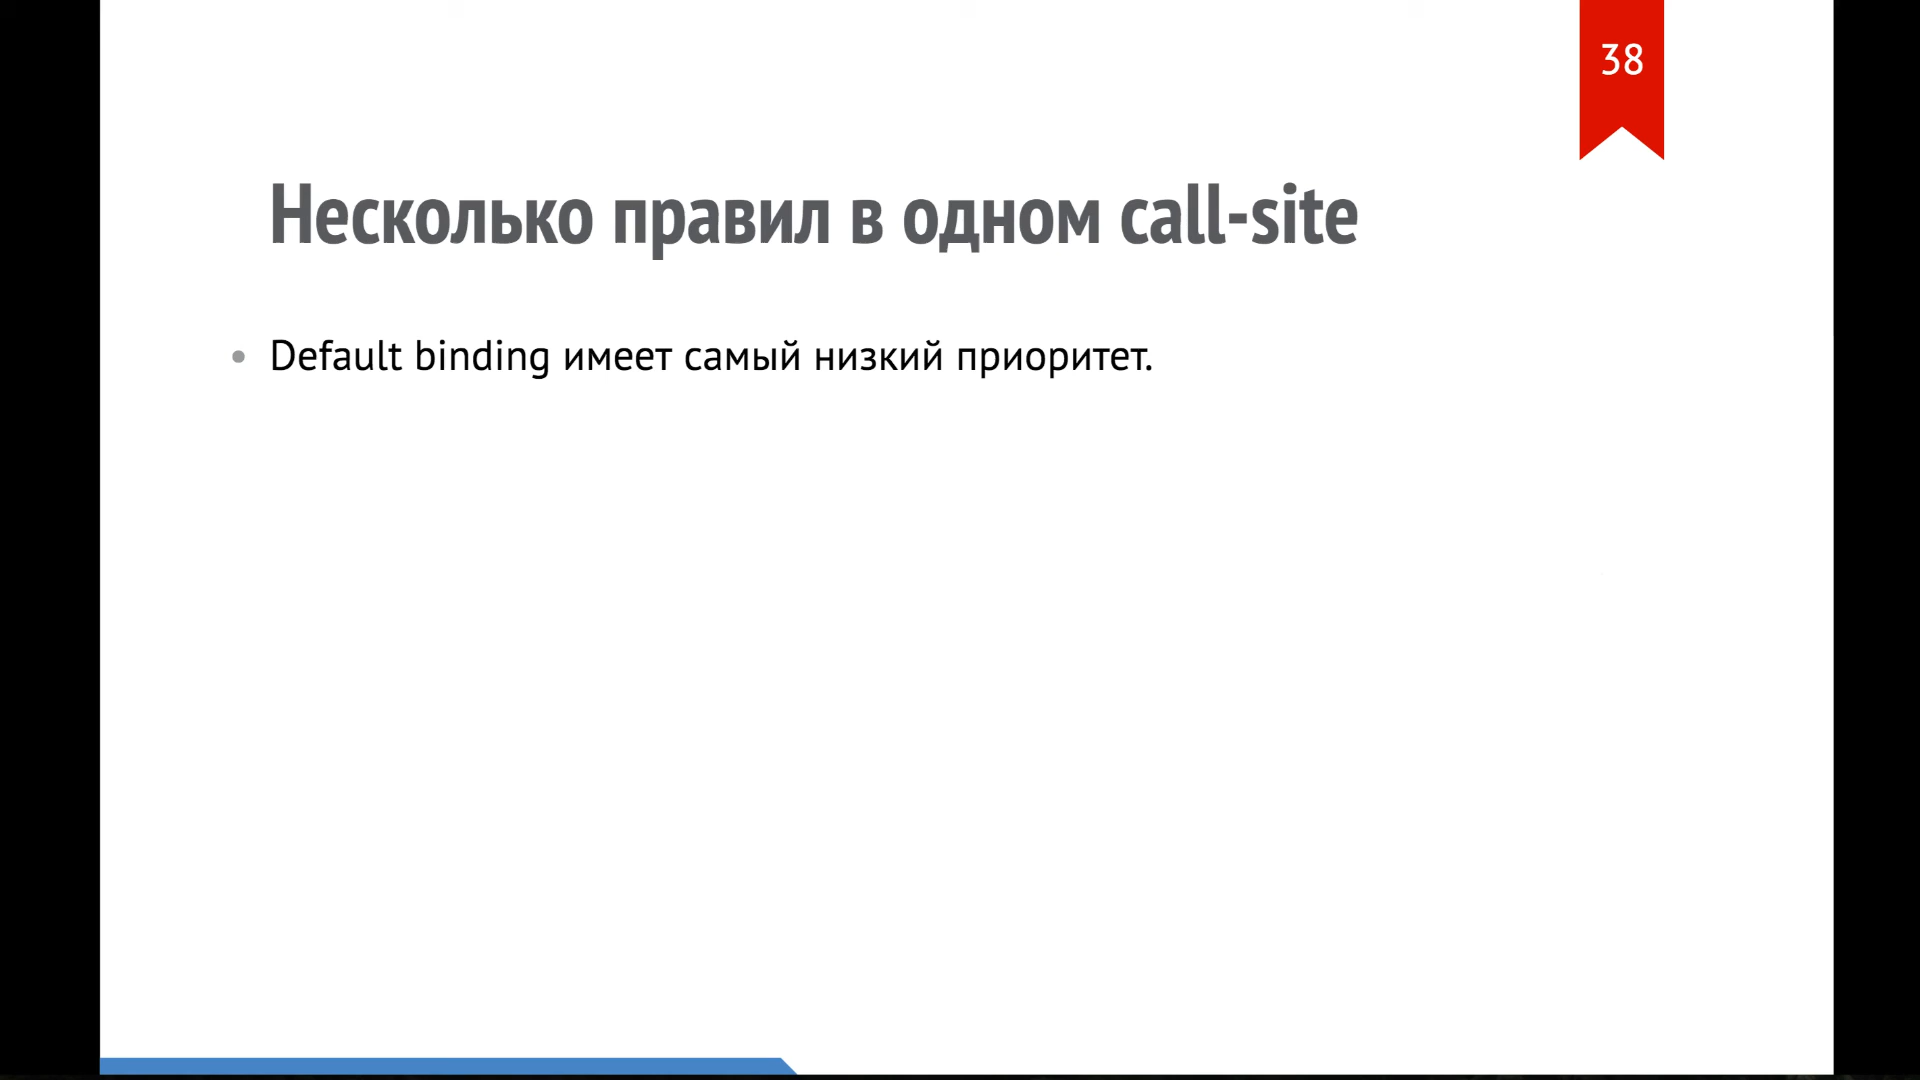 38
Несколько правил в одном call-site
• Default binding имеет самый низкий приоритет.